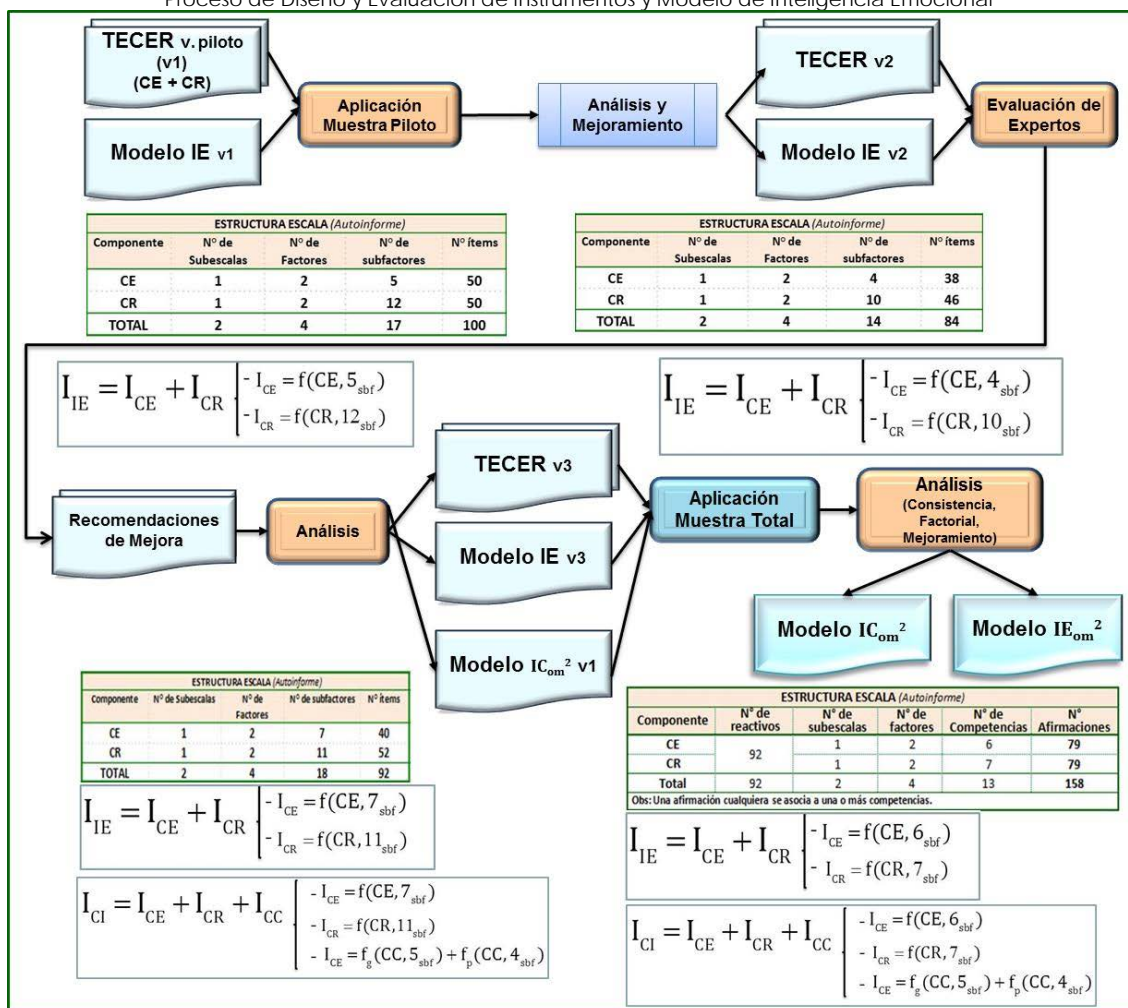 Proceso de Diseño y Evaluación de Instrumentos y Modelo de Inteligencia Emocional
TECER v. piloto
(v1)
(CE + CR)
Modelo IE v1
Aplicación
Muestra Piloto
Análisis y
Mejoramiento
TECER v2
Modelo IE v2
Evaluación de
Expertos
ESTRUCTURA ESCALA (Autoinforme)
Componente N° de Subescalas N° de Factores N° de subfactores N° ítems
CE 1 2 5 50
CR 1 2 12 50
TOTAL 2 4 17 100
ESTRUCTURA ESCALA (Autoinforme)
Componente N° de Subescalas N° de Factores N° de subfactores N° ítems
CE 1 2 4 38
CR 1 2 10 46
TOTAL 2 4 14 84
I_IE = I_CE + I_CR
- I_CE = f(CE, 5_sbf)
- I_CR = f(CR, 12_sbf)
I_IE = I_CE + I_CR
- I_CE = f(CE, 4_sbf)
- I_CR = f(CR, 10_sbf)
Recomendaciones
de Mejora
Análisis
TECER v3
Modelo IE v3
Modelo IC_om² v1
Aplicación
Muestra Total
Análisis
(Consistencia,
Factorial,
Mejoramiento)
Modelo IC_om²
Modelo IE_om²
ESTRUCTURA ESCALA (Autoinforme)
Componente N° de Subescalas N° de Factores N° de subfactores N° ítems
CE 1 2 7 40
CR 1 2 11 52
TOTAL 2 4 18 92
ESTRUCTURA ESCALA (Autoinforme)
Componente N° de reactivos N° de subescalas N° de factores N° de Competencias N° Afirmaciones
CE 92 1 2 6 79
CR 1 2 7 79
Total 92 2 4 13 158
Obs: Una afirmación cualquiera se asocia a una o más competencias.
I_IE = I_CE + I_CR
- I_CE = f(CE, 7_sbf)
- I_CR = f(CR, 11_sbf)
I_CI = I_CE + I_CR + I_CC
- I_CE = f(CE, 7_sbf)
- I_CR = f(CR, 11_sbf)
- I_CE = f_g(CC, 5_sbf) + f_p(CC, 4_sbf)
I_IE = I_CE + I_CR
- I_CE = f(CE, 6_sbf)
- I_CR = f(CR, 7_sbf)
I_CI = I_CE + I_CR + I_CC
- I_CE = f(CE, 6_sbf)
- I_CR = f(CR, 7_sbf)
- I_CE = f_g(CC, 5_sbf) + f_p(CC, 4_sbf)